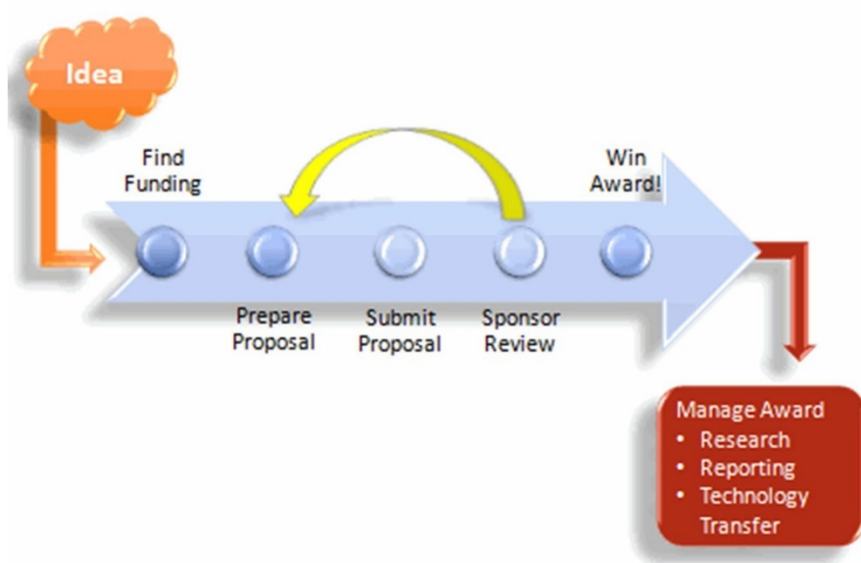 Idea
Find
Funding
Win
Award!
Prepare
Proposal
Submit
Proposal
Sponsor
Review
Manage Award
• Research
• Reporting
• Technology
Transfer